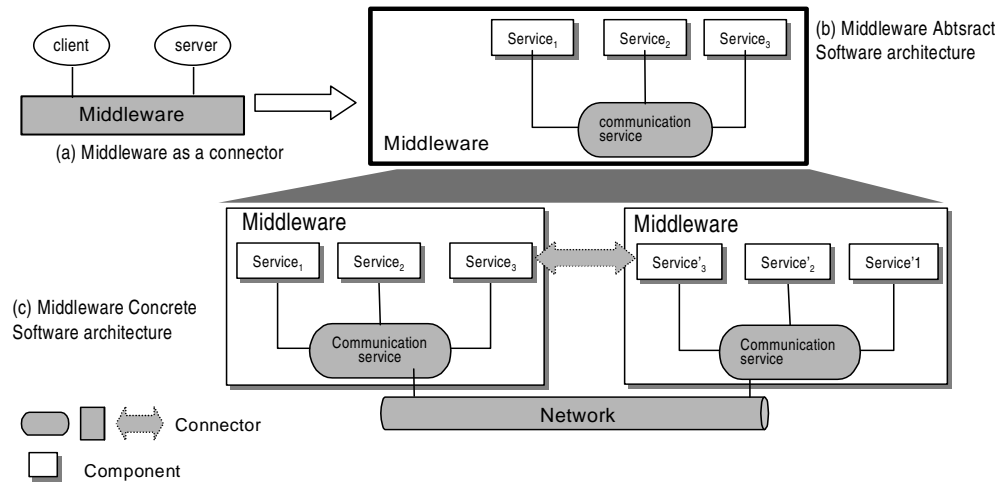 client
server
Middleware
(a) Middleware as a connector
Service₁
Service₂
Service₃
communication
service
Middleware
(b) Middleware Abtsract
Software architecture
Middleware
Service₁
Service₂
Service₃
Communication
service
Middleware
Service'₃
Service'₂
Service'1
Communication
service
(c) Middleware Concrete
Software architecture
Network
Connector
Component